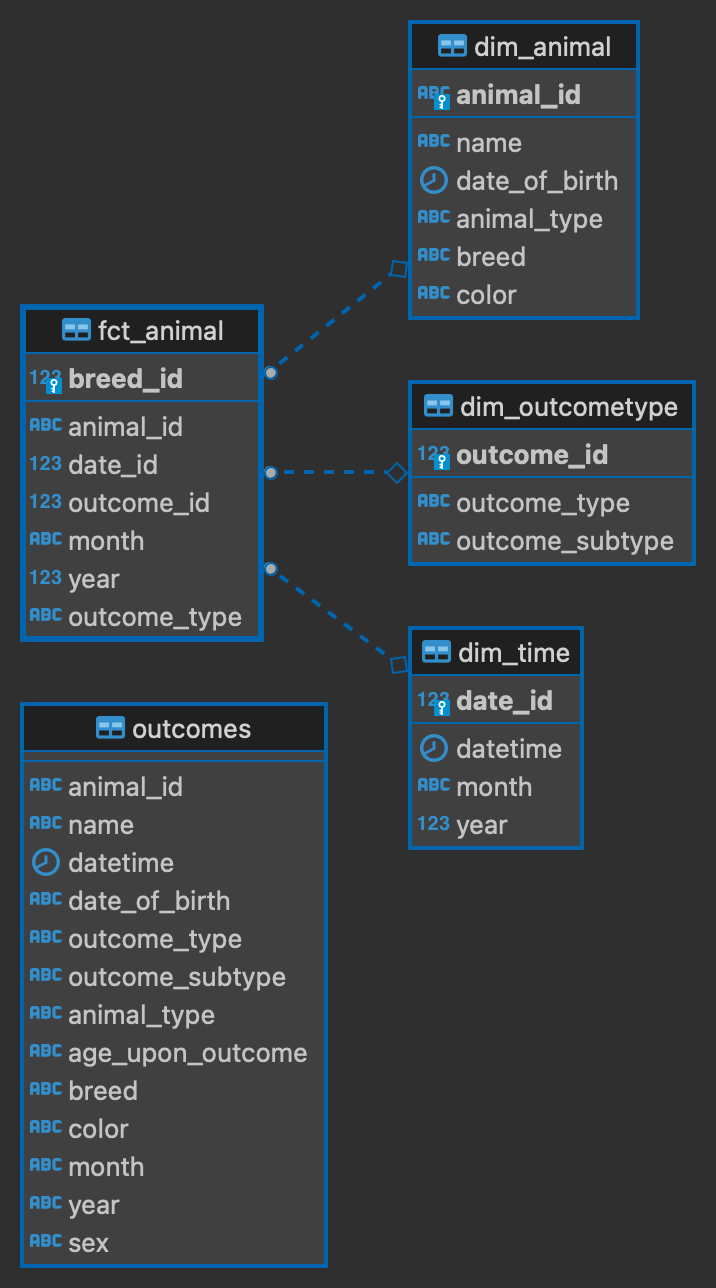 dim_animal
ABC animal_id
ABC name
date_of_birth
ABC animal_type
ABC breed
ABC color
fct_animal
123 breed_id
ABC animal_id
123 date_id
123 outcome_id
ABC month
123 year
ABC outcome_type
dim_outcometype
123 outcome_id
ABC outcome_type
ABC outcome_subtype
dim_time
123 date_id
datetime
ABC month
123 year
outcomes
ABC animal_id
ABC name
datetime
ABC date_of_birth
ABC outcome_type
ABC outcome_subtype
ABC animal_type
ABC age_upon_outcome
ABC breed
ABC color
ABC month
ABC year
ABC sex